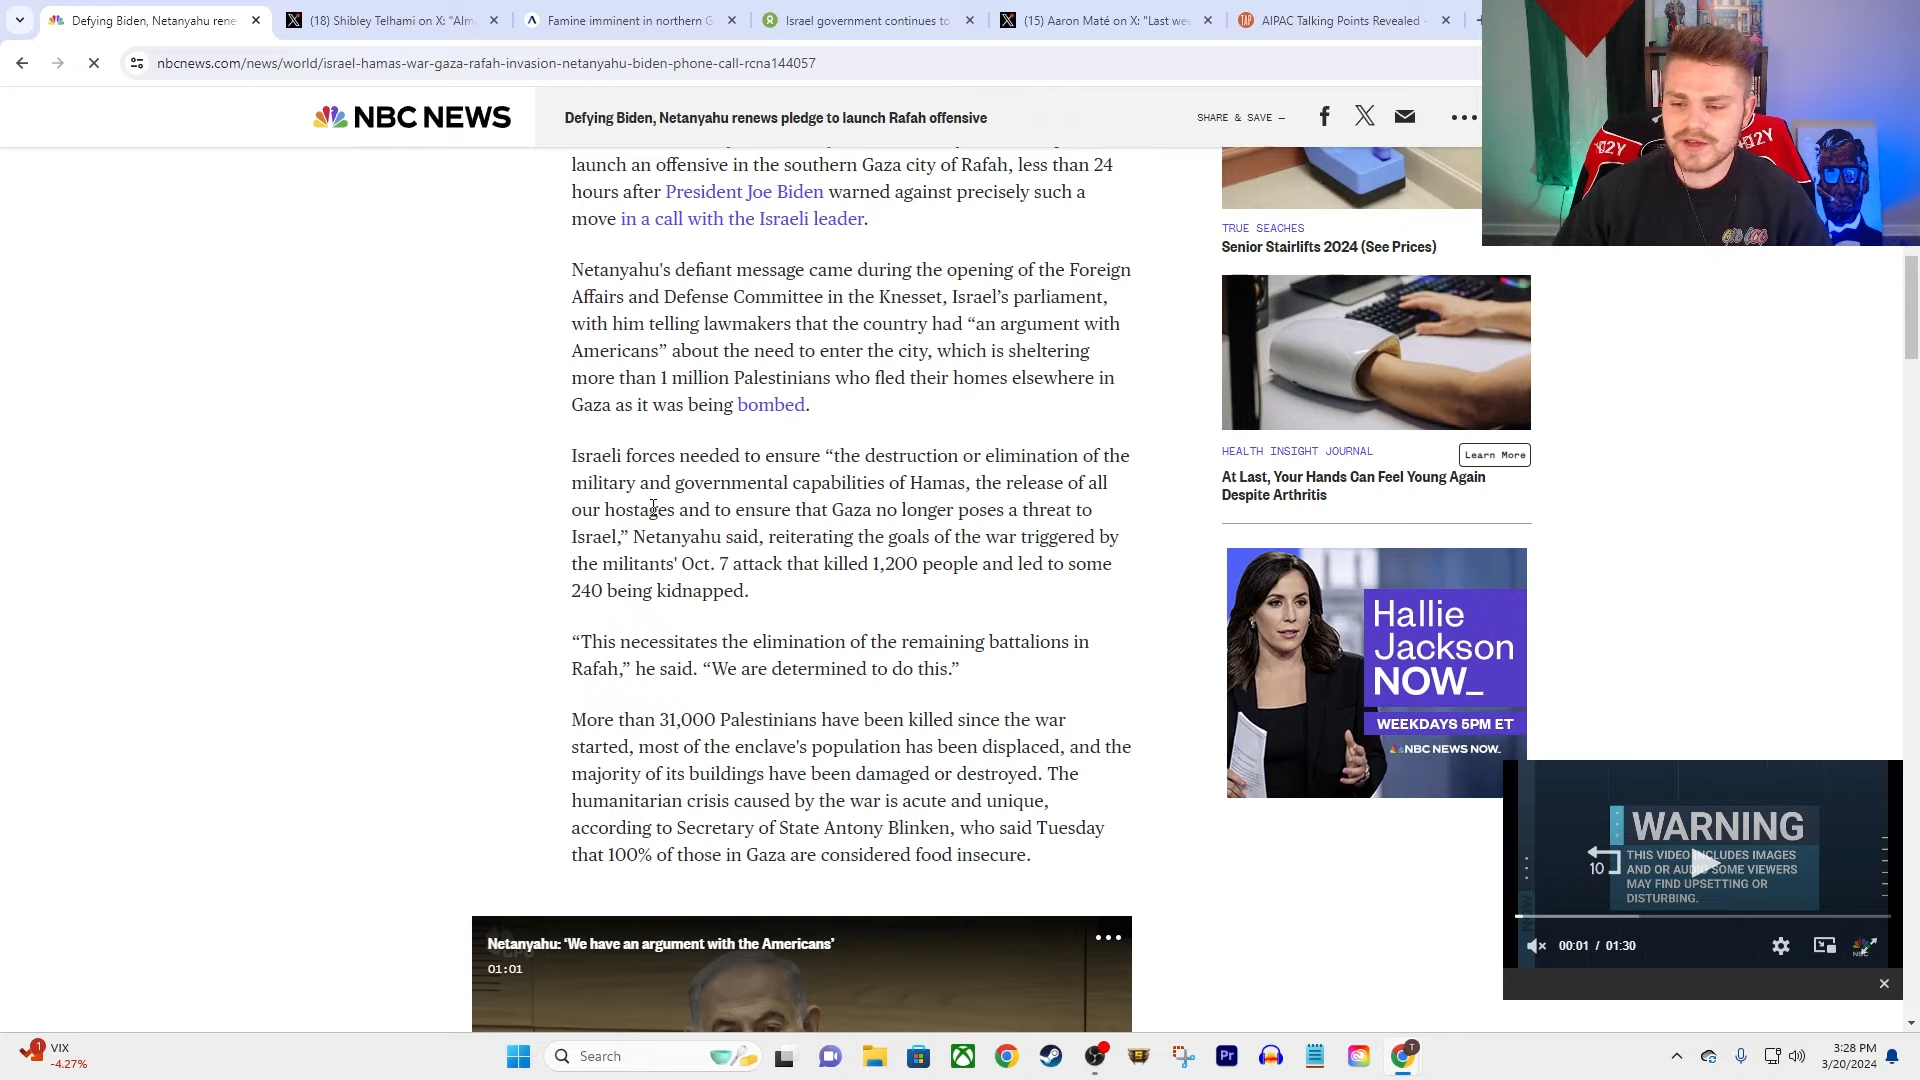 Defying Biden, Netanyahu rene
(18) Shibley Telhami on X: "Alm
Famine imminent in northern G
Israel government continues to
(15) Aaron Maté on X: "Last we
TAP
AIPAC Talking Points Revealed -
nbcnews.com/news/world/israel-hamas-war-gaza-rafah-invasion-netanyahu-biden-phone-call-rcna144057
NBC NEWS
Defying Biden, Netanyahu renews pledge to launch Rafah offensive
SHARE & SAVE —
launch an offensive in the southern Gaza city of Rafah, less than 24
hours after President Joe Biden warned against precisely such a
move in a call with the Israeli leader.
Netanyahu's defiant message came during the opening of the Foreign
Affairs and Defense Committee in the Knesset, Israel’s parliament,
with him telling lawmakers that the country had “an argument with
Americans” about the need to enter the city, which is sheltering
more than 1 million Palestinians who fled their homes elsewhere in
Gaza as it was being bombed.
Israeli forces needed to ensure “the destruction or elimination of the
military and governmental capabilities of Hamas, the release of all
our hostages and to ensure that Gaza no longer poses a threat to
Israel,” Netanyahu said, reiterating the goals of the war triggered by
the militants' Oct. 7 attack that killed 1,200 people and led to some
240 being kidnapped.
“This necessitates the elimination of the remaining battalions in
Rafah,” he said. “We are determined to do this.”
More than 31,000 Palestinians have been killed since the war
started, most of the enclave's population has been displaced, and the
majority of its buildings have been damaged or destroyed. The
humanitarian crisis caused by the war is acute and unique,
according to Secretary of State Antony Blinken, who said Tuesday
that 100% of those in Gaza are considered food insecure.
Netanyahu: ‘We have an argument with the Americans’
01:01
TRUE SEACHES
Senior Stairlifts 2024 (See Prices)
HEALTH INSIGHT JOURNAL
Learn More
At Last, Your Hands Can Feel Young Again
Despite Arthritis
Hallie
Jackson
NOW_
WEEKDAYS 5PM ET
NBC NEWS NOW_
WARNING
THIS VIDEO INCLUDES IMAGES
AND OR AUDIO SOME VIEWERS
MAY FIND UPSETTING OR
DISTURBING.
10
00:01 / 01:30
1
VIX
-4.27%
Search
Pr
T
3:28 PM
3/20/2024